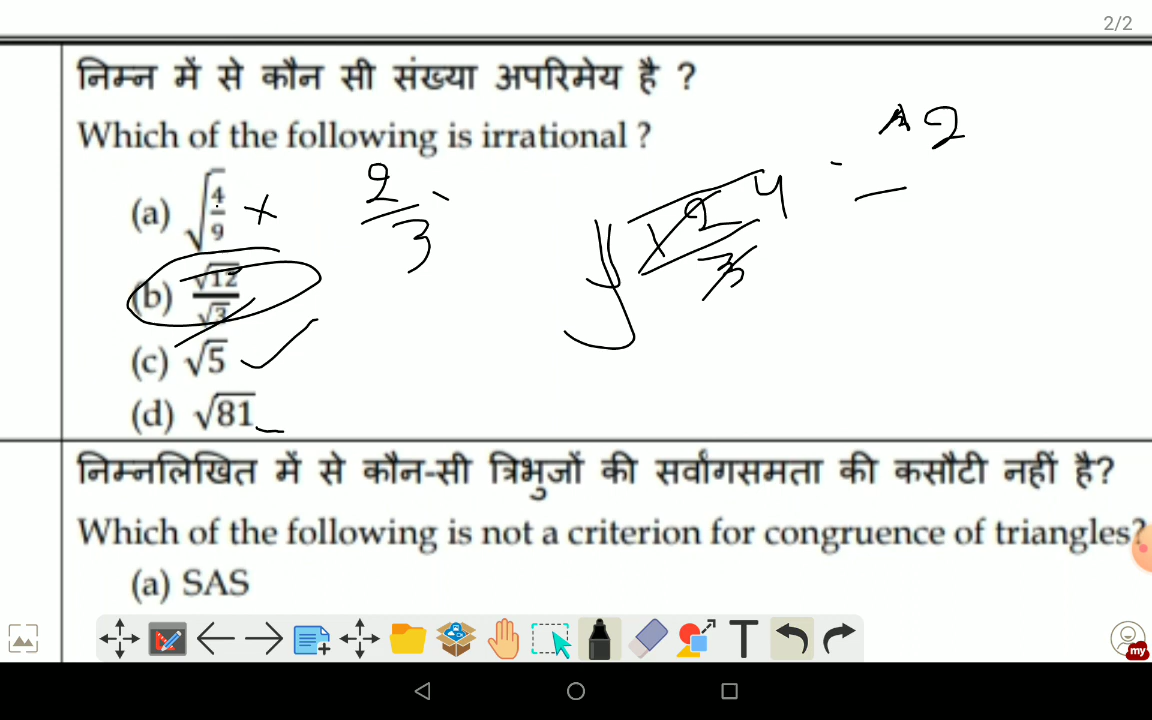 2/2
निम्न में से कौन सी संख्या अपरिमेय है ?
Which of the following is irrational ?
(a) √(4/9) + 2/3
(b) √12/√3
(c) √5 ✓
(d) √81
निम्नलिखित में से कौन-सी त्रिभुजों की सर्वांगसमता की कसौटी नहीं है?
Which of the following is not a criterion for congruence of triangles?
(a) SAS
T
my